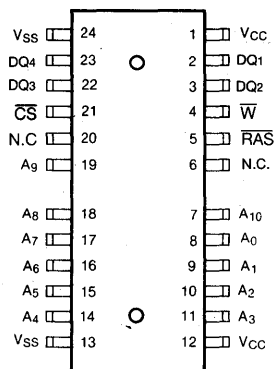 VSS 24 1 VCC
DQ4 23 2 DQ1
DQ3 22 3 DQ2
C̅S̅ 21 4 W̅
N.C 20 5 R̅A̅S̅
A9 19 6 N.C.
A8 18 7 A10
A7 17 8 A0
A6 16 9 A1
A5 15 10 A2
A4 14 11 A3
VSS 13 12 VCC